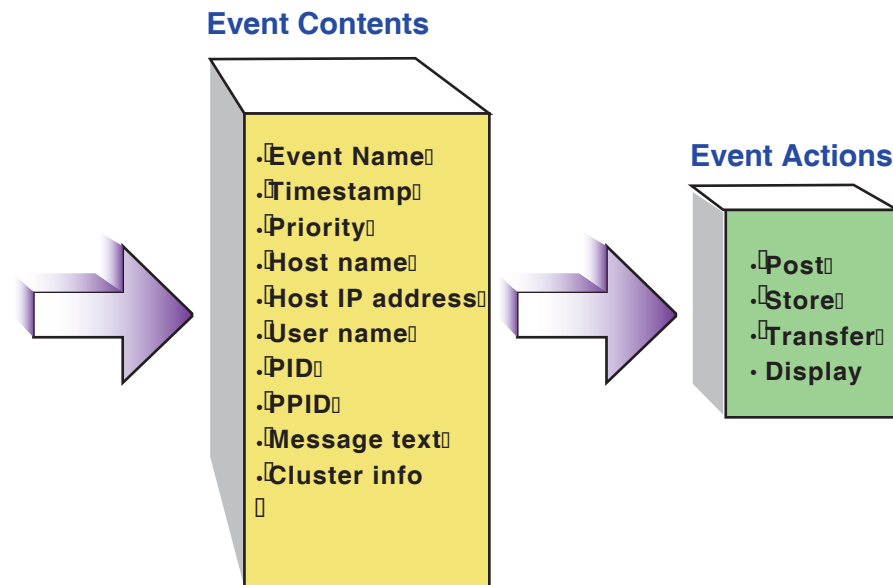 Event Contents
• Event Name
• Timestamp
• Priority
• Host name
• Host IP address
• User name
• PID
• PPID
• Message text
• Cluster info
Event Actions
• Post
• Store
• Transfer
• Display